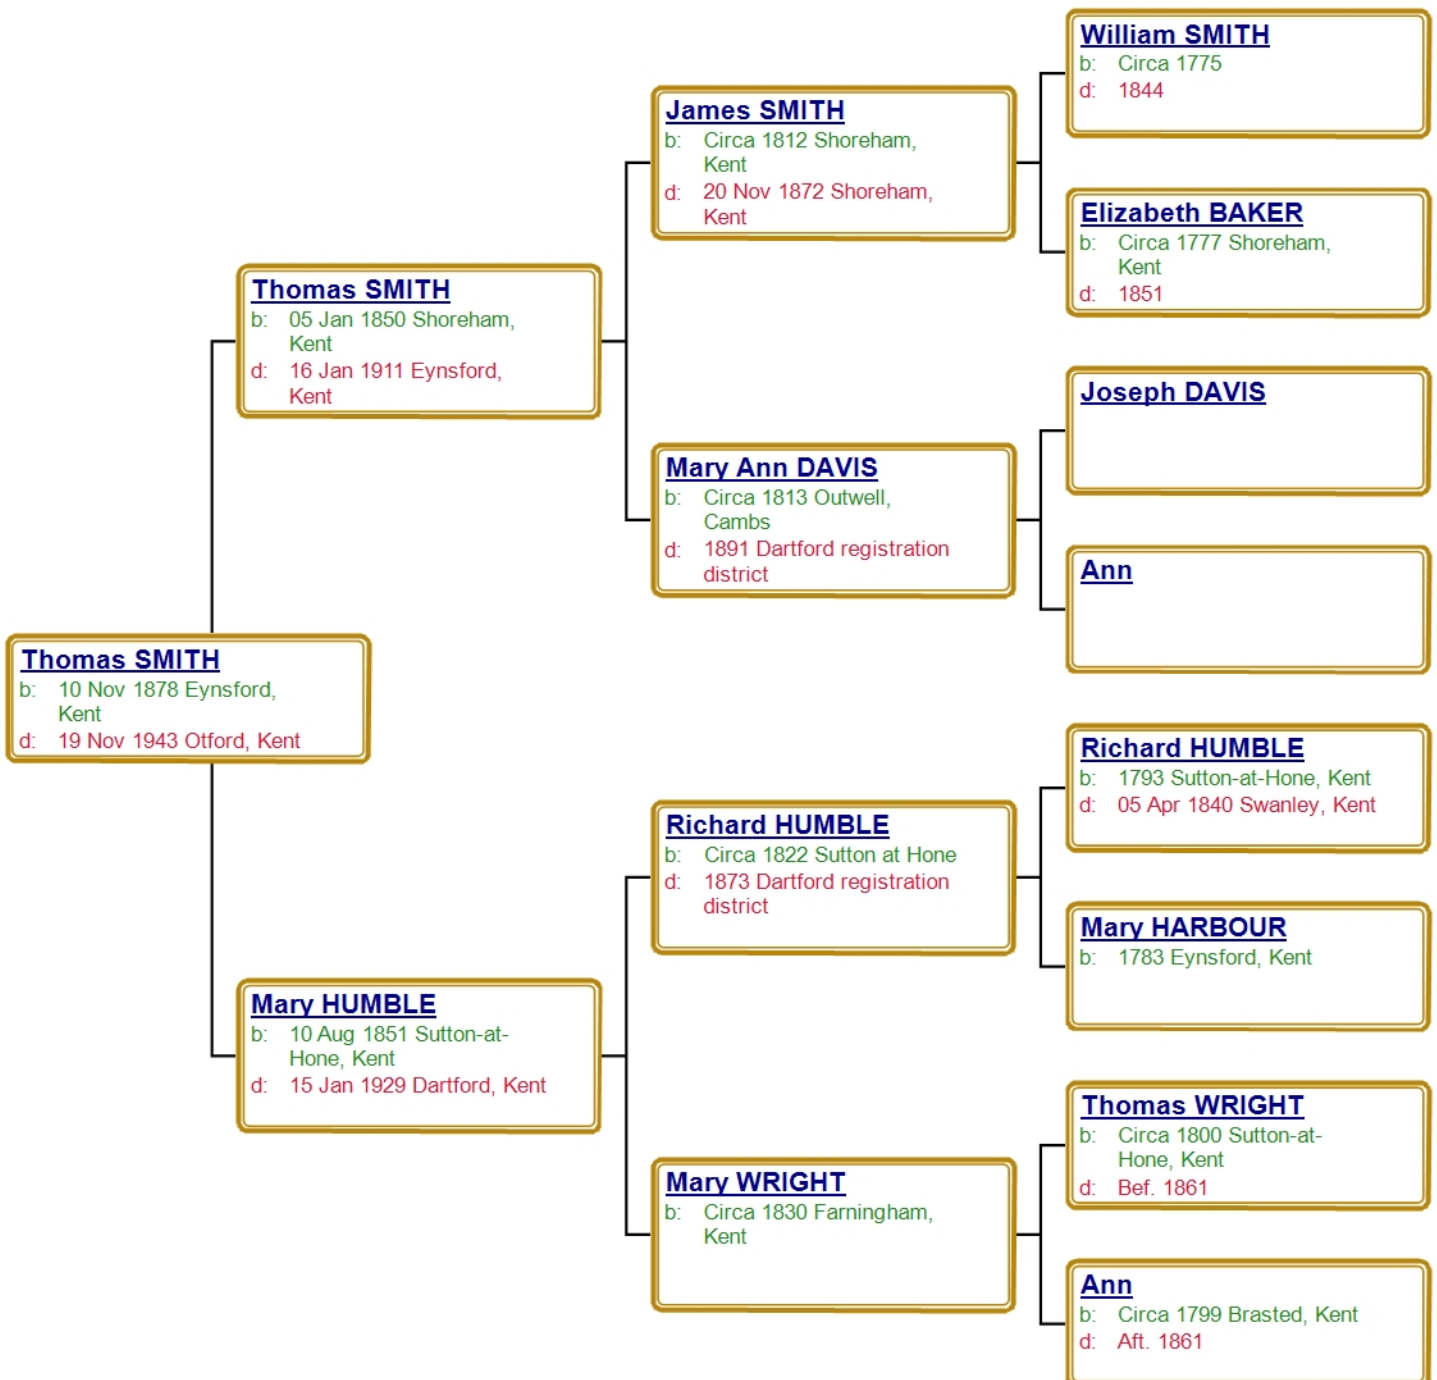 William SMITH
b: Circa 1775
d: 1844
James SMITH
b: Circa 1812 Shoreham,
Kent
d: 20 Nov 1872 Shoreham,
Kent
Elizabeth BAKER
b: Circa 1777 Shoreham,
Kent
d: 1851
Thomas SMITH
b: 05 Jan 1850 Shoreham,
Kent
d: 16 Jan 1911 Eynsford,
Kent
Joseph DAVIS
Mary Ann DAVIS
b: Circa 1813 Outwell,
Cambs
d: 1891 Dartford registration
district
Ann
Thomas SMITH
b: 10 Nov 1878 Eynsford,
Kent
d: 19 Nov 1943 Otford, Kent
Richard HUMBLE
b: 1793 Sutton-at-Hone, Kent
d: 05 Apr 1840 Swanley, Kent
Richard HUMBLE
b: Circa 1822 Sutton at Hone
d: 1873 Dartford registration
district
Mary HARBOUR
b: 1783 Eynsford, Kent
Mary HUMBLE
b: 10 Aug 1851 Sutton-at-
Hone, Kent
d: 15 Jan 1929 Dartford, Kent
Thomas WRIGHT
b: Circa 1800 Sutton-at-
Hone, Kent
d: Bef. 1861
Mary WRIGHT
b: Circa 1830 Farningham,
Kent
Ann
b: Circa 1799 Brasted, Kent
d: Aft. 1861